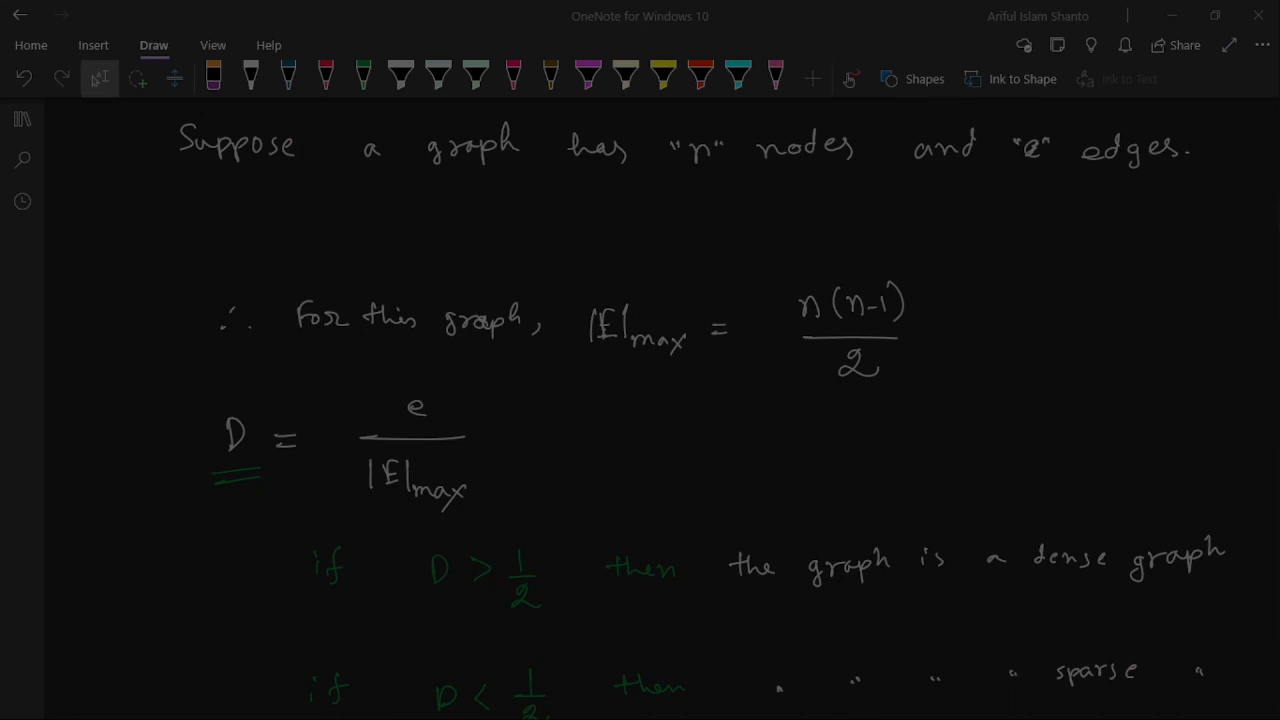 OneNote for Windows 10
Ariful Islam Shanto
Home Insert Draw View Help
Share
Shapes Ink to Shape Ink to Text
Suppose a graph has "n" nodes and "e" edges.
∴ For this graph, |E|max = n(n-1)/2
D = e/|E|max
if D > 1/2 then the graph is a dense graph
if D < 1/2 then " " " " sparse "